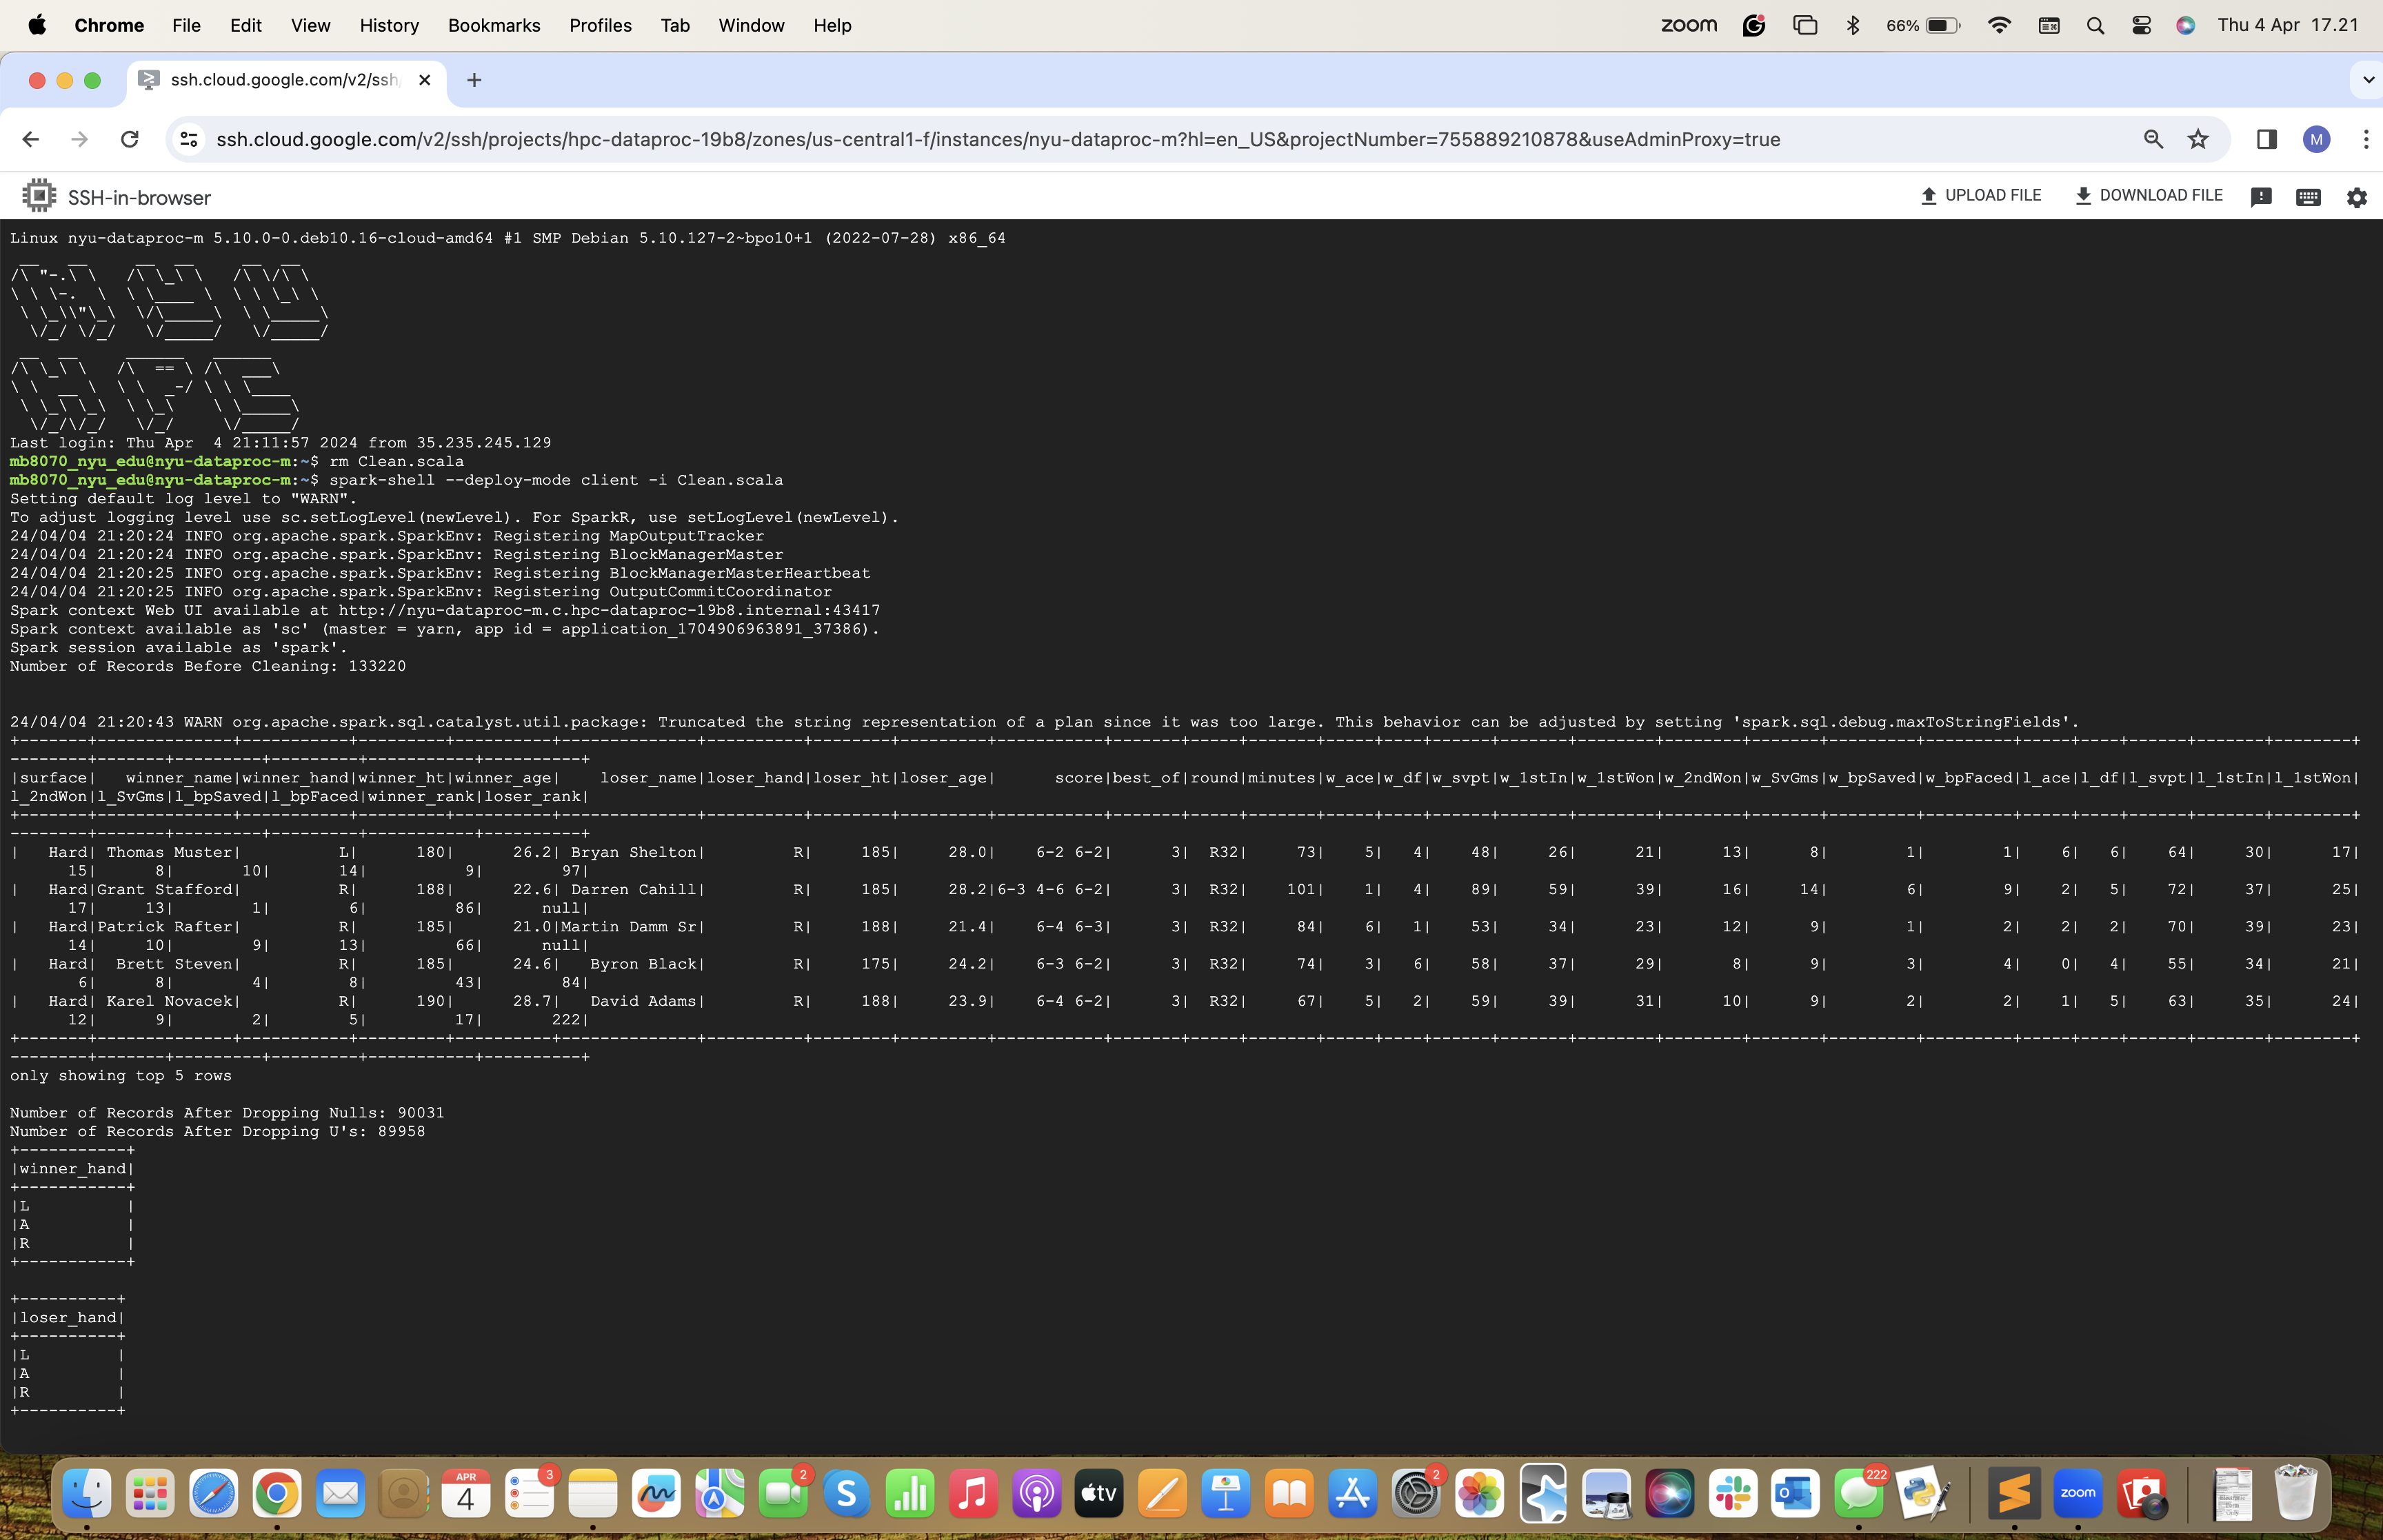 Chrome File Edit View History Bookmarks Profiles Tab Window Help zoom 66% Thu 4 Apr 17.21
ssh.cloud.google.com/v2/ssh/
ssh.cloud.google.com/v2/ssh/projects/hpc-dataproc-19b8/zones/us-central1-f/instances/nyu-dataproc-m?hl=en_US&projectNumber=755889210878&useAdminProxy=true M
SSH-in-browser UPLOAD FILE DOWNLOAD FILE
Linux nyu-dataproc-m 5.10.0-0.deb10.16-cloud-amd64 #1 SMP Debian 5.10.127-2~bpo10+1 (2022-07-28) x86_64
NYU
HPC
Last login: Thu Apr  4 21:11:57 2024 from 35.235.245.129
mb8070_nyu_edu@nyu-dataproc-m:~$ rm Clean.scala
mb8070_nyu_edu@nyu-dataproc-m:~$ spark-shell --deploy-mode client -i Clean.scala
Setting default log level to "WARN".
To adjust logging level use sc.setLogLevel(newLevel). For SparkR, use setLogLevel(newLevel).
24/04/04 21:20:24 INFO org.apache.spark.SparkEnv: Registering MapOutputTracker
24/04/04 21:20:24 INFO org.apache.spark.SparkEnv: Registering BlockManagerMaster
24/04/04 21:20:25 INFO org.apache.spark.SparkEnv: Registering BlockManagerMasterHeartbeat
24/04/04 21:20:25 INFO org.apache.spark.SparkEnv: Registering OutputCommitCoordinator
Spark context Web UI available at http://nyu-dataproc-m.c.hpc-dataproc-19b8.internal:43417
Spark context available as 'sc' (master = yarn, app id = application_1704906963891_37386).
Spark session available as 'spark'.
Number of Records Before Cleaning: 133220
24/04/04 21:20:43 WARN org.apache.spark.sql.catalyst.util.package: Truncated the string representation of a plan since it was too large. This behavior can be adjusted by setting 'spark.sql.debug.maxToStringFields'.
|surface| winner_name|winner_hand|winner_ht|winner_age| loser_name|loser_hand|loser_ht|loser_age| score|best_of|round|minutes|w_ace|w_df|w_svpt|w_1stIn|w_1stWon|w_2ndWon|w_SvGms|w_bpSaved|w_bpFaced|l_ace|l_df|l_svpt|l_1stIn|l_1stWon|
l_2ndWon|l_SvGms|l_bpSaved|l_bpFaced|winner_rank|loser_rank|
| Hard| Thomas Muster| L| 180| 26.2| Bryan Shelton| R| 185| 28.0| 6-2 6-2| 3| R32| 73| 5| 4| 48| 26| 21| 13| 8| 1| 1| 6| 6| 64| 30| 17|
15| 8| 10| 14| 9| 97|
| Hard|Grant Stafford| R| 188| 22.6| Darren Cahill| R| 185| 28.2|6-3 4-6 6-2| 3| R32| 101| 1| 4| 89| 59| 39| 16| 14| 6| 9| 2| 5| 72| 37| 25|
17| 13| 1| 6| 86| null|
| Hard|Patrick Rafter| R| 185| 21.0|Martin Damm Sr| R| 188| 21.4| 6-4 6-3| 3| R32| 84| 6| 1| 53| 34| 23| 12| 9| 1| 2| 2| 2| 70| 39| 23|
14| 10| 9| 13| 66| null|
| Hard| Brett Steven| R| 185| 24.6| Byron Black| R| 175| 24.2| 6-3 6-2| 3| R32| 74| 3| 6| 58| 37| 29| 8| 9| 3| 4| 0| 4| 55| 34| 21|
6| 8| 4| 8| 43| 84|
| Hard| Karel Novacek| R| 190| 28.7| David Adams| R| 188| 23.9| 6-4 6-2| 3| R32| 67| 5| 2| 59| 39| 31| 10| 9| 2| 2| 1| 5| 63| 35| 24|
12| 9| 2| 5| 17| 222|
only showing top 5 rows
Number of Records After Dropping Nulls: 90031
Number of Records After Dropping U's: 89958
|winner_hand|
|L |
|A |
|R |
|loser_hand|
|L |
|A |
|R |
APR 4 3 2 tv 2 222 zoom